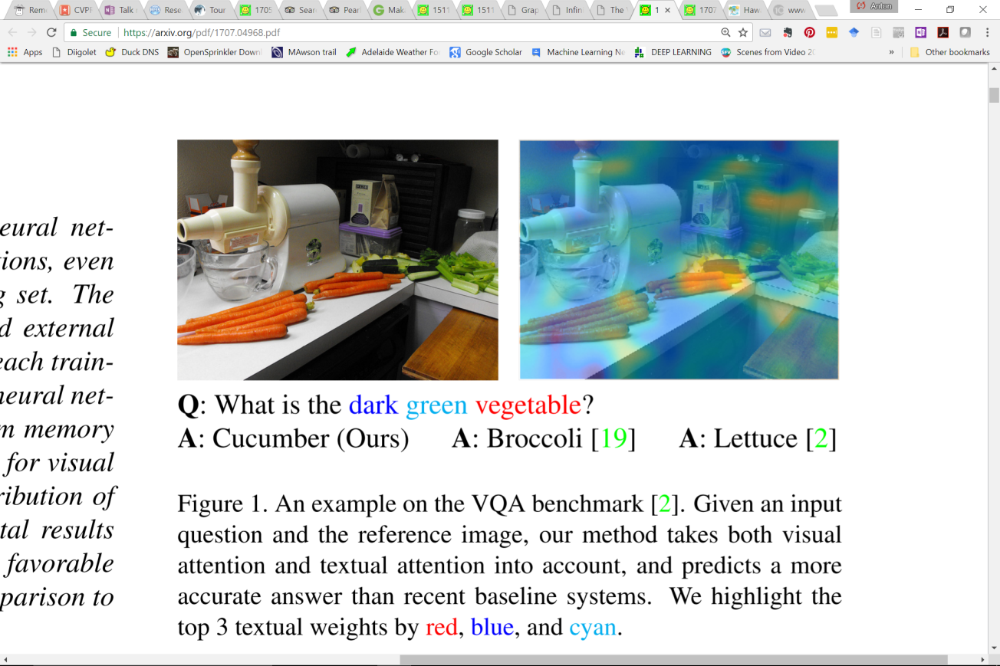 Rem
CVPI
Talk
Rese
Tour
1705
Sear
Pear
Mak
1511
1511
Grap
Infin
The
1
1707
Haw
www
Anton
Secure
https://arxiv.org/pdf/1707.04968.pdf
Apps
Diigolet
Duck DNS
OpenSprinkler Down
MAwson trail
Adelaide Weather Fo
Google Scholar
Machine Learning Ne
DEEP LEARNING
Scenes from Video 20
»
Other bookmarks
eural net-
tions, even
g set. The
d external
each train-
neural net-
m memory
for visual
ribution of
tal results
favorable
parison to
Q: What is the dark green vegetable?
A: Cucumber (Ours) A: Broccoli [19] A: Lettuce [2]
Figure 1. An example on the VQA benchmark [2]. Given an input
question and the reference image, our method takes both visual
attention and textual attention into account, and predicts a more
accurate answer than recent baseline systems. We highlight the
top 3 textual weights by red, blue, and cyan.